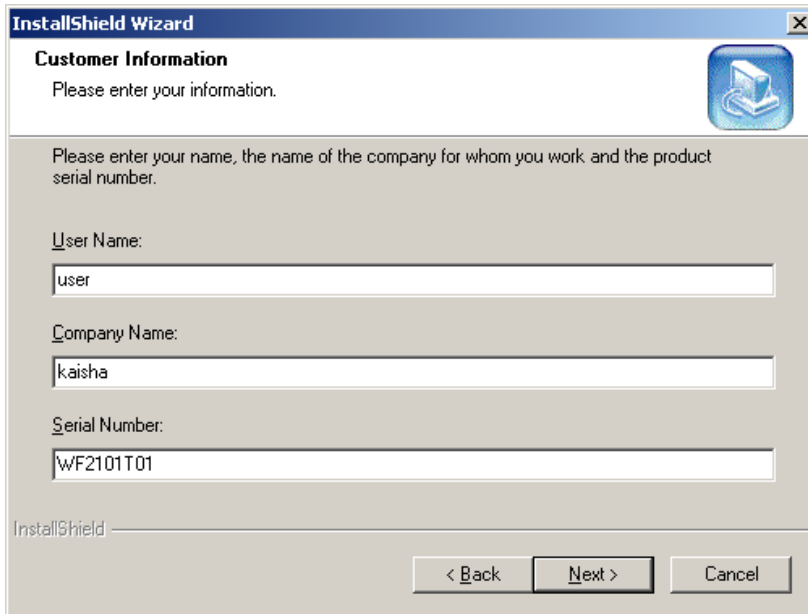 InstallShield Wizard
Customer Information
Please enter your information.
Please enter your name, the name of the company for whom you work and the product
serial number.
User Name:
user
Company Name:
kaisha
Serial Number:
WF2101T01
InstallShield
< Back
Next >
Cancel